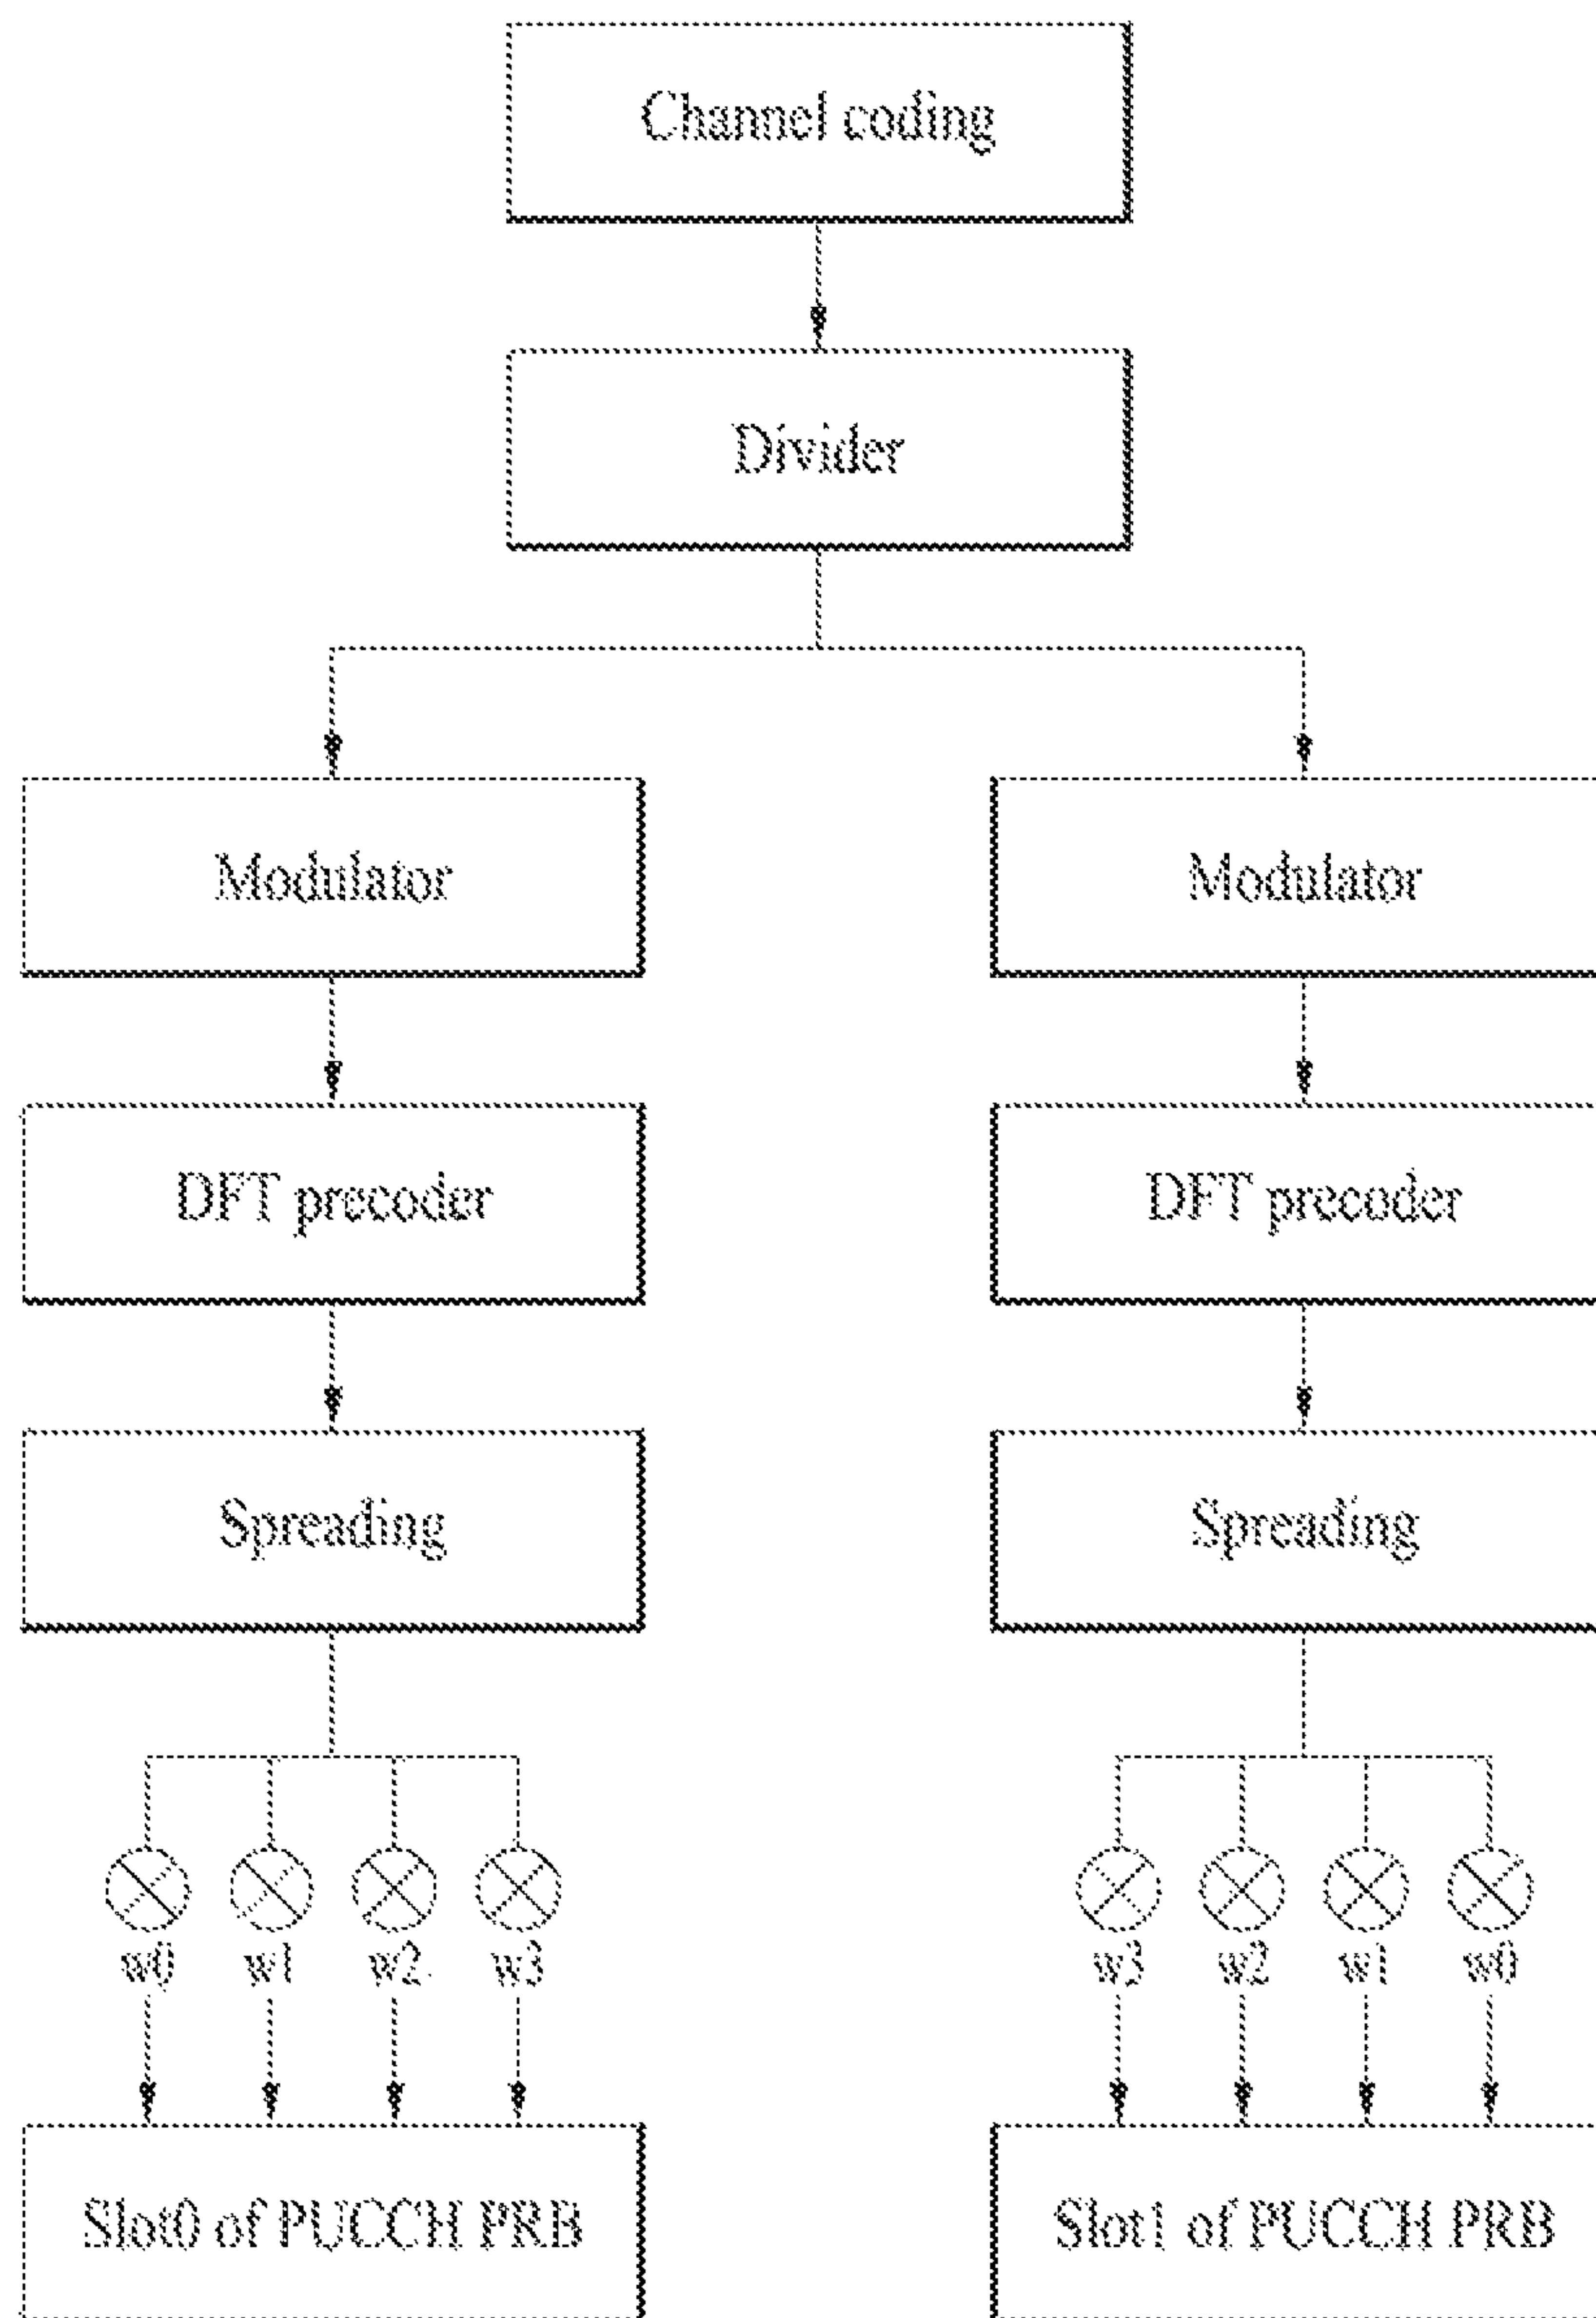 Channel coding
Divider
Modulator Modulator
DFT precoder DFT precoder
Spreading Spreading
w0 w1 w2 w3 w3 w2 w1 w0
Slot0 of PUCCH PRB Slot1 of PUCCH PRB